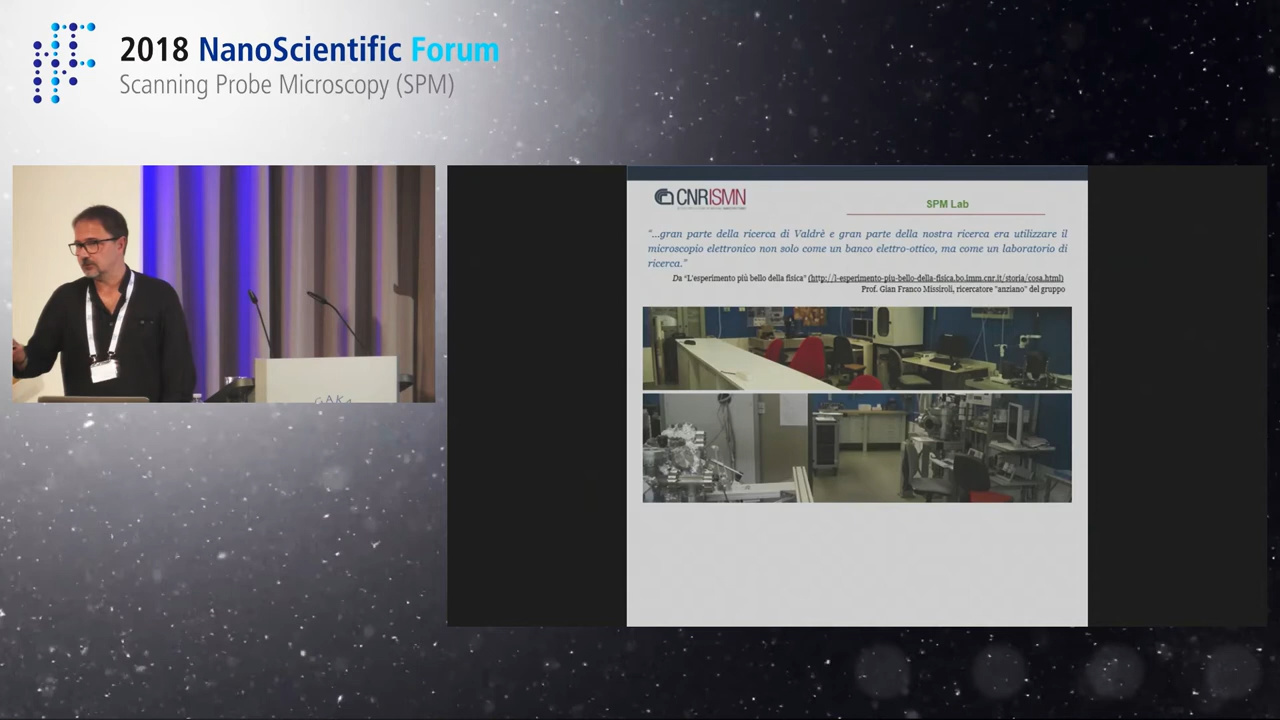 2018 NanoScientific Forum
Scanning Probe Microscopy (SPM)
CNRISMN
SPM Lab
"...gran parte della ricerca di Valdrè e gran parte della nostra ricerca era utilizzare il
microscopio elettronico non solo come un banco elettro-ottico, ma come un laboratorio di
ricerca."
Da "L'esperimento più bello della fisica" (http://l-esperimento-piu-bello-della-fisica.bo.imm.cnr.it/storia/cosa.html)
Prof. Gian Franco Missiroli, ricercatore "anziano" del gruppo